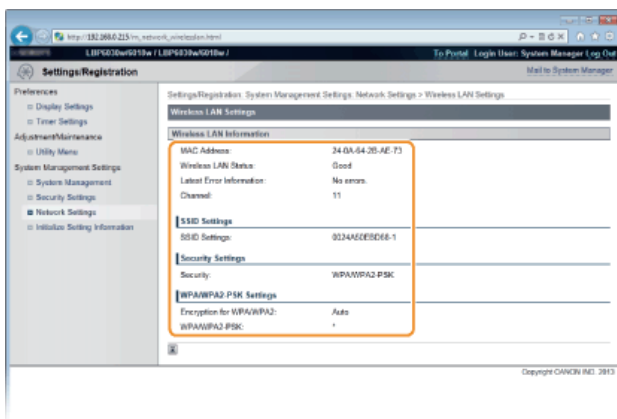 http://192.168.0.215/m_network_wirelesslan.html
LBP6030w/6018w / LBP6030w/6018w /
To Portal Login User: System Manager Log Out
Settings/Registration
Mail to System Manager
Preferences
Display Settings
Timer Settings
Adjustment/Maintenance
Utility Menu
System Management Settings
System Management
Security Settings
Network Settings
Initialize Setting Information
Settings/Registration: System Management Settings: Network Settings > Wireless LAN Settings
Wireless LAN Settings
Wireless LAN Information
MAC Address: 24-0A-64-2B-AE-73
Wireless LAN Status: Good
Latest Error Information: No errors.
Channel: 11
SSID Settings
SSID Settings: 0024A50EBD68-1
Security Settings
Security: WPA/WPA2-PSK
WPA/WPA2-PSK Settings
Encryption for WPA/WPA2: Auto
WPA/WPA2-PSK: *
Copyright CANON INC. 2013